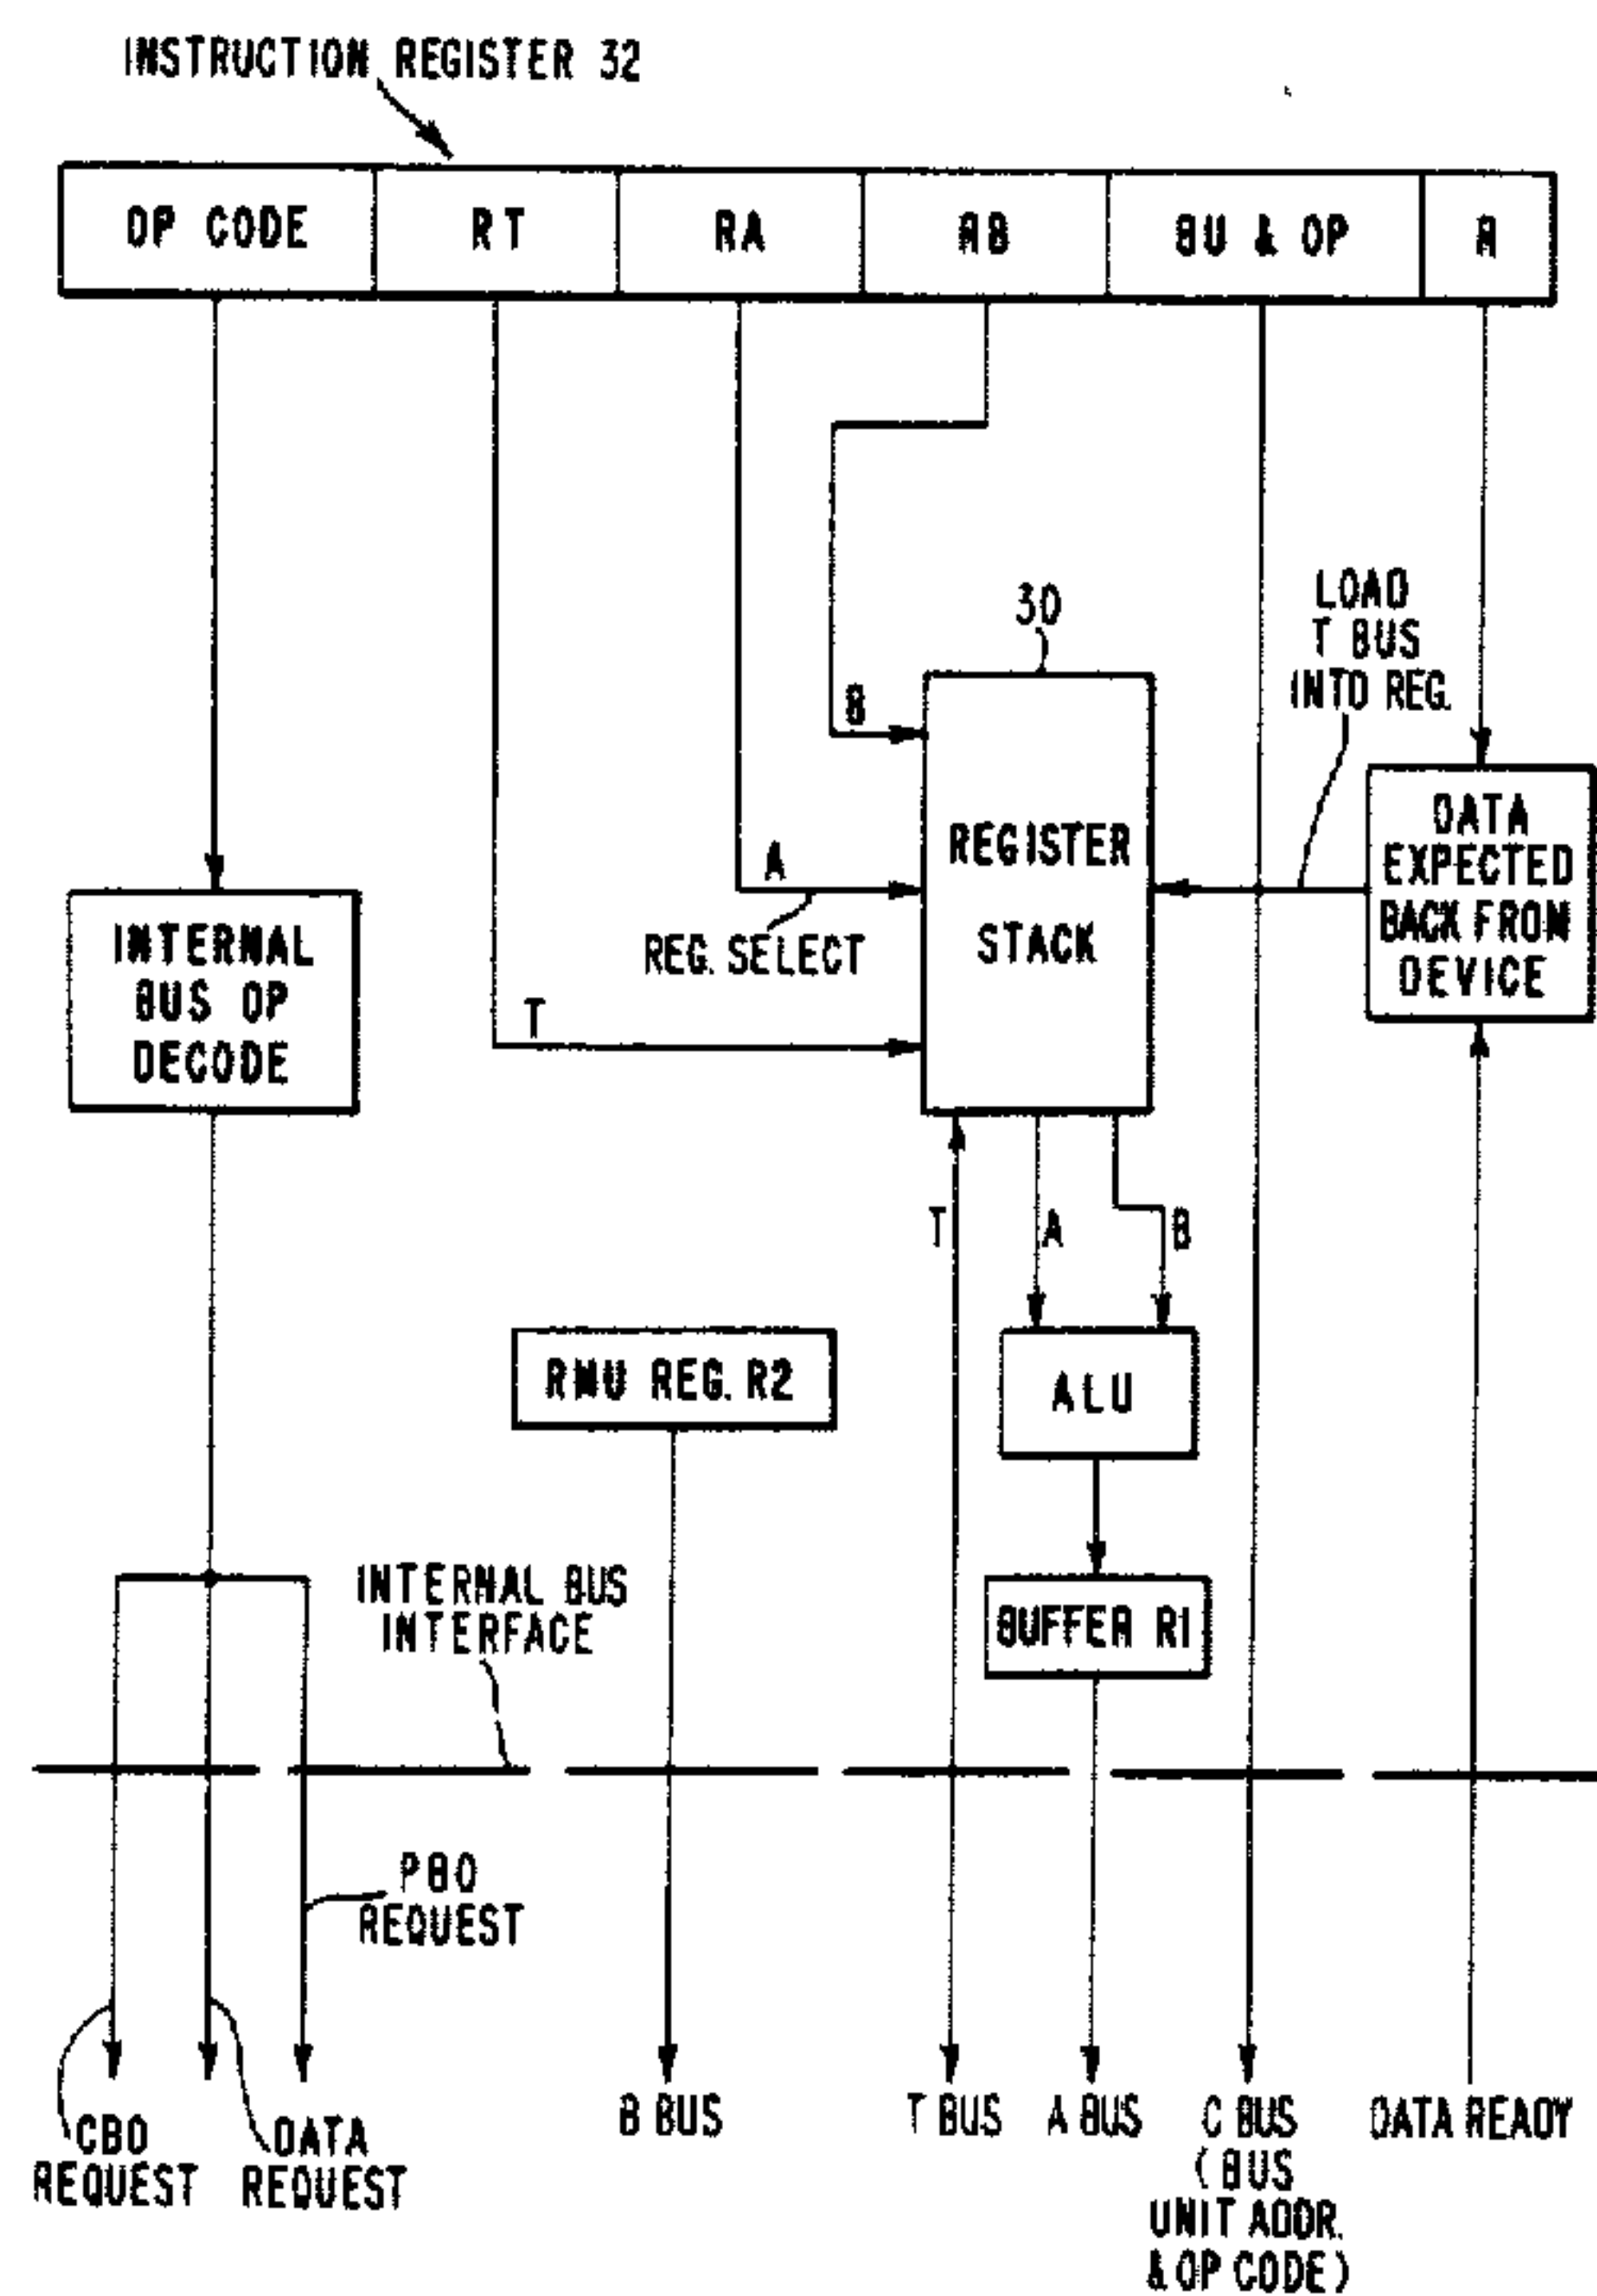 INSTRUCTION REGISTER 32
OP CODE
RT
RA
RB
BU & OP
R
30
LOAD
T BUS
INTO REG.
B
REGISTER
STACK
A
REG. SELECT
T
DATA
EXPECTED
BACK FROM
DEVICE
INTERNAL
BUS OP
DECODE
T
A
B
RMU REG. R2
ALU
INTERNAL BUS
INTERFACE
BUFFER R1
PBO
REQUEST
CBO
REQUEST
DATA
REQUEST
B BUS
T BUS
A BUS
C BUS
(BUS
UNIT ADDR.
& OP CODE)
DATA READY